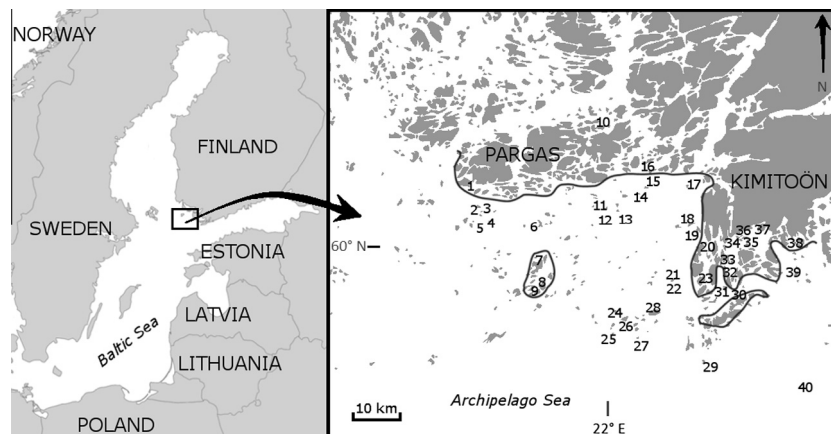 NORWAY
FINLAND
SWEDEN
ESTONIA
LATVIA
LITHUANIA
POLAND
Baltic Sea
N
10
PARGAS
16
KIMITOÖN
1
15
17
14
2
3
11
5
4
6
12
13
18
19
60° N
20
34
36
35
37
38
7
33
32
39
8
9
21
22
23
31
30
24
28
26
25
27
29
40
10 km
Archipelago Sea
22° E